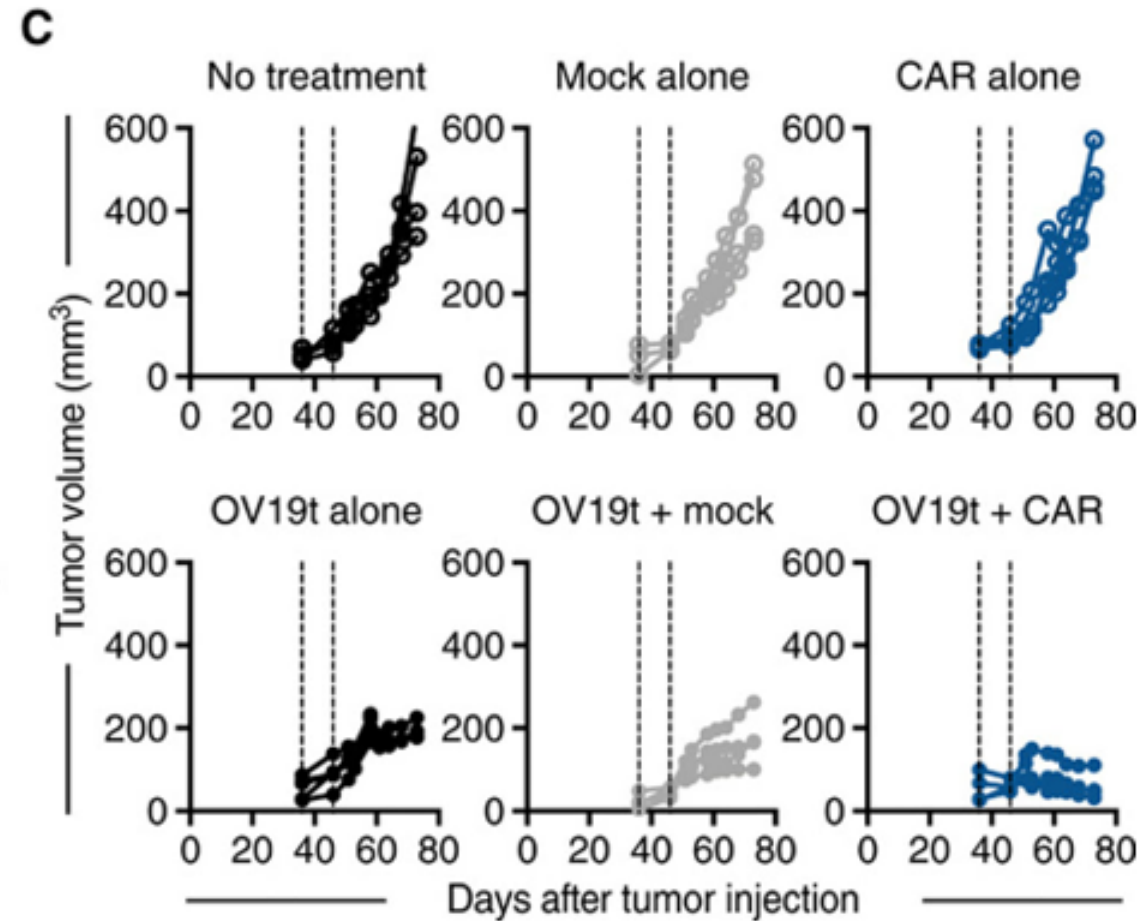 C
No treatment
Mock alone
CAR alone
600
400
200
0
0 20 40 60 80
600
400
200
0
0 20 40 60 80
600
400
200
0
0 20 40 60 80
Tumor volume (mm3)
OV19t alone
OV19t + mock
OV19t + CAR
600
400
200
0
0 20 40 60 80
600
400
200
0
0 20 40 60 80
600
400
200
0
0 20 40 60 80
Days after tumor injection